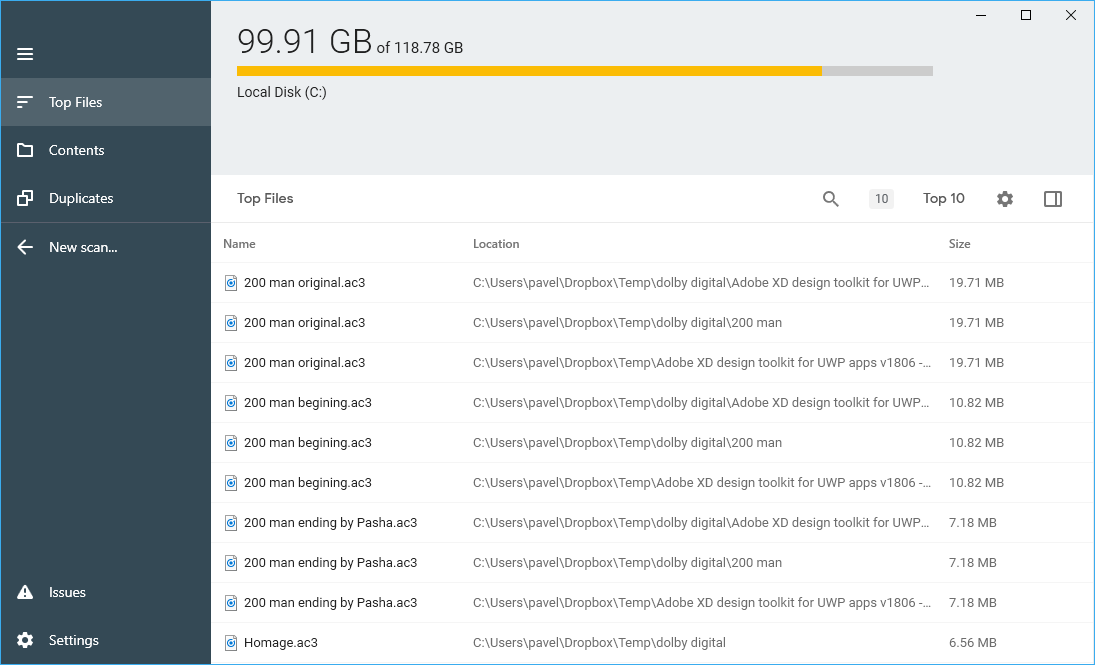 99.91 GB of 118.78 GB
Local Disk (C:)
Top Files
Contents
Duplicates
New scan...
Issues
Settings
Top Files 10 Top 10
Name Location Size
200 man original.ac3 C:\Users\pavel\Dropbox\Temp\dolby digital\Adobe XD design toolkit for UWP... 19.71 MB
200 man original.ac3 C:\Users\pavel\Dropbox\Temp\dolby digital\200 man 19.71 MB
200 man original.ac3 C:\Users\pavel\Dropbox\Temp\Adobe XD design toolkit for UWP apps v1806 -... 19.71 MB
200 man begining.ac3 C:\Users\pavel\Dropbox\Temp\dolby digital\Adobe XD design toolkit for UWP... 10.82 MB
200 man begining.ac3 C:\Users\pavel\Dropbox\Temp\dolby digital\200 man 10.82 MB
200 man begining.ac3 C:\Users\pavel\Dropbox\Temp\Adobe XD design toolkit for UWP apps v1806 -... 10.82 MB
200 man ending by Pasha.ac3 C:\Users\pavel\Dropbox\Temp\dolby digital\Adobe XD design toolkit for UWP... 7.18 MB
200 man ending by Pasha.ac3 C:\Users\pavel\Dropbox\Temp\dolby digital\200 man 7.18 MB
200 man ending by Pasha.ac3 C:\Users\pavel\Dropbox\Temp\Adobe XD design toolkit for UWP apps v1806 -... 7.18 MB
Homage.ac3 C:\Users\pavel\Dropbox\Temp\dolby digital 6.56 MB